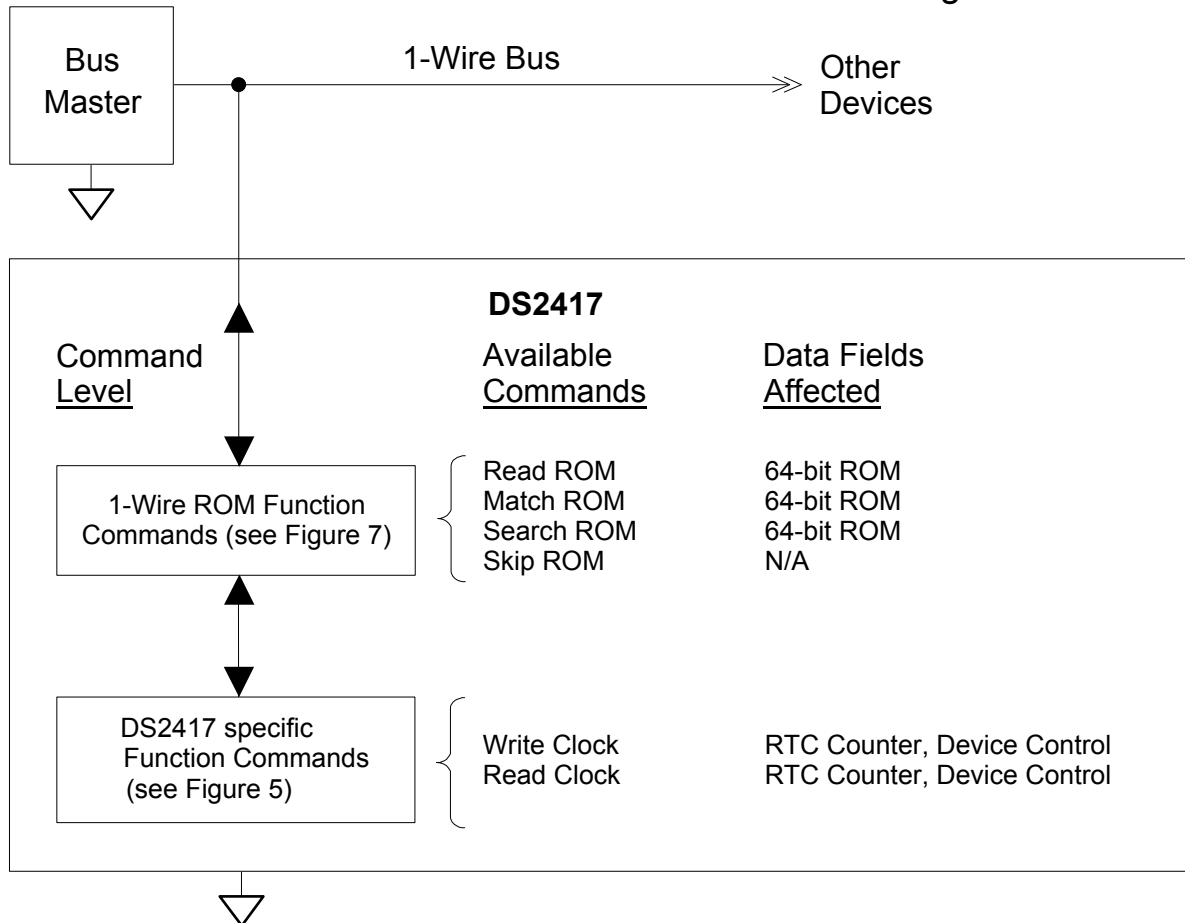 Bus
Master
1-Wire Bus
Other
Devices
DS2417
Command
Level
Available
Commands
Data Fields
Affected
1-Wire ROM Function
Commands (see Figure 7)
Read ROM 64-bit ROM
Match ROM 64-bit ROM
Search ROM 64-bit ROM
Skip ROM N/A
DS2417 specific
Function Commands
(see Figure 5)
Write Clock RTC Counter, Device Control
Read Clock RTC Counter, Device Control